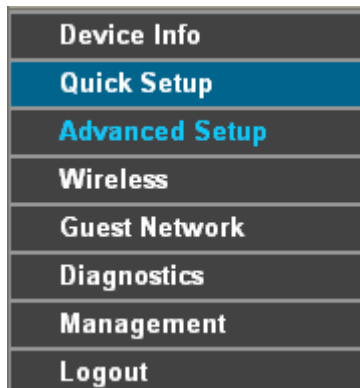 Device Info
Quick Setup
Advanced Setup
Wireless
Guest Network
Diagnostics
Management
Logout